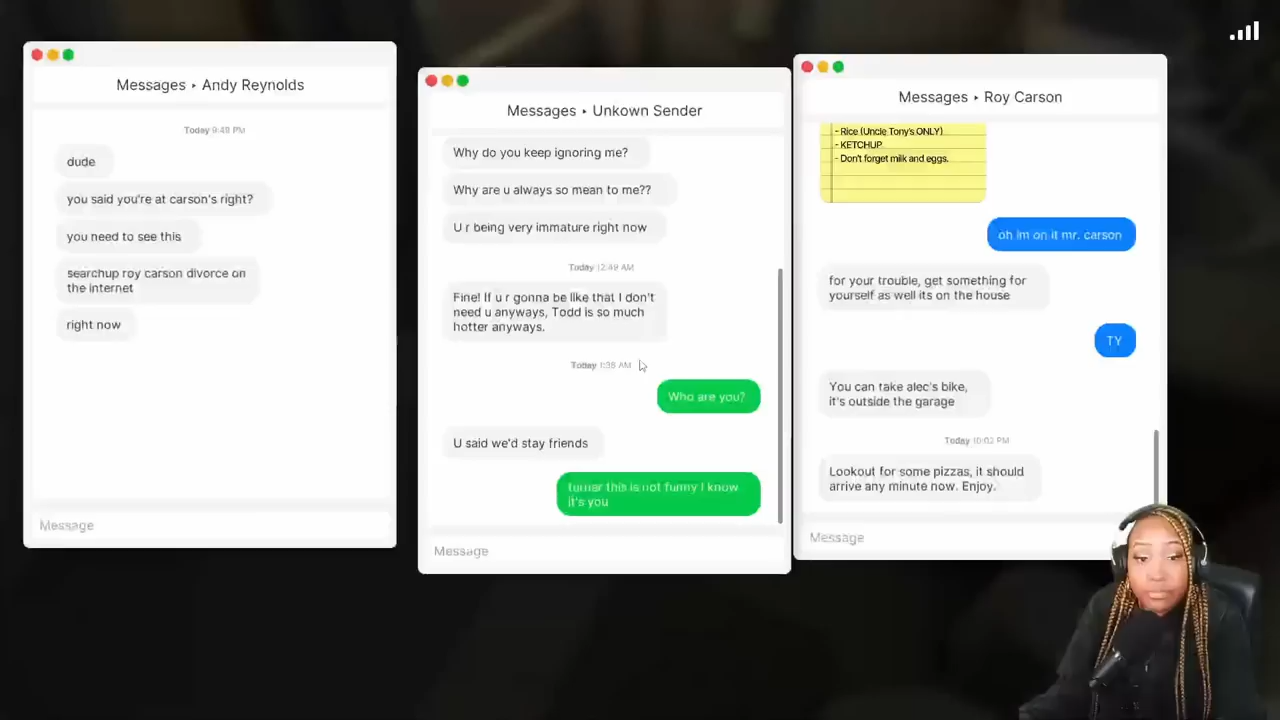 Messages ▸ Andy Reynolds
Today 9:49 PM
dude
you said you're at carson's right?
you need to see this
searchup roy carson divorce on
the internet
right now
Message
Messages ▸ Unkown Sender
Why do you keep ignoring me?
Why are u always so mean to me??
U r being very immature right now
Today 12:49 AM
Fine! If u r gonna be like that I don't
need u anyways, Todd is so much
hotter anyways.
Today 1:38 AM
Who are you?
U said we'd stay friends
turner this is not funny I know
it's you
Message
Messages ▸ Roy Carson
- Rice (Uncle Tony's ONLY)
- KETCHUP
- Don't forget milk and eggs.
oh im on it mr. carson
for your trouble, get something for
yourself as well its on the house
TY
You can take alec's bike,
it's outside the garage
Today 10:02 PM
Lookout for some pizzas, it should
arrive any minute now. Enjoy.
Message